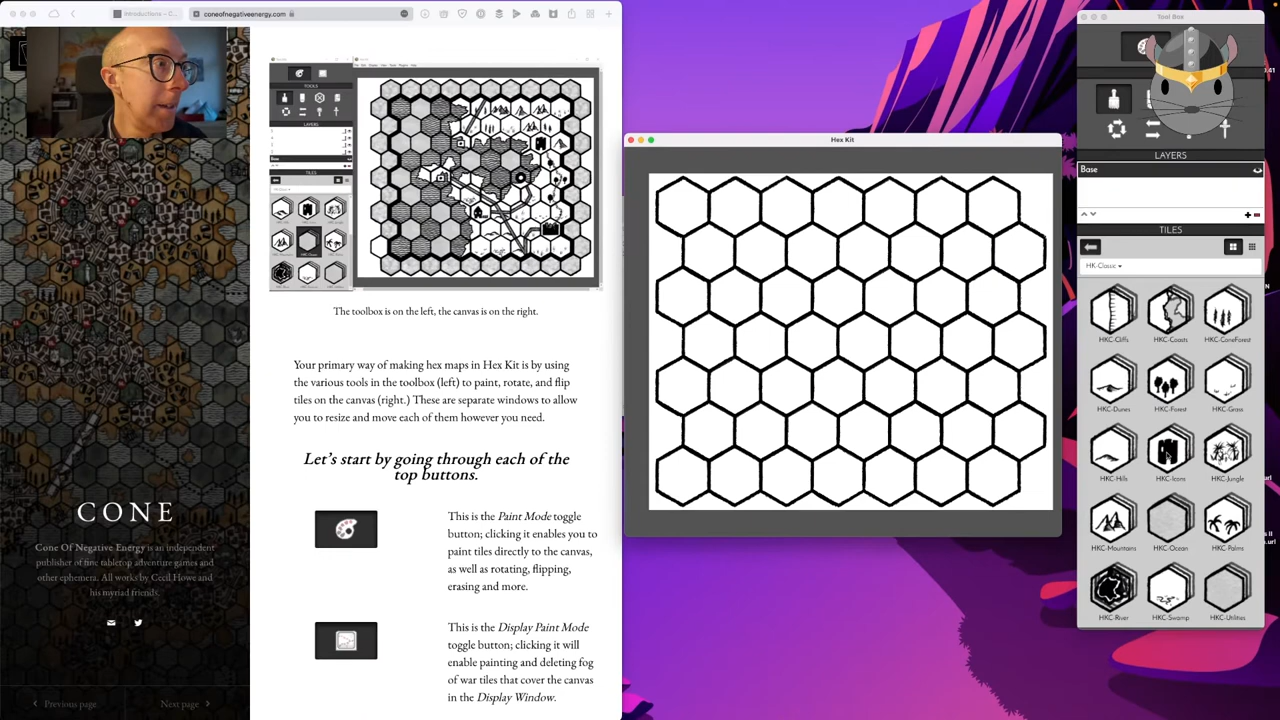 introductions – C...
coneofnegativeenergy.com
TOOLS
LAYERS
Base
TILES
The toolbox is on the left, the canvas is on the right.
Your primary way of making hex maps in Hex Kit is by using
the various tools in the toolbox (left) to paint, rotate, and flip
tiles on the canvas (right.) These are separate windows to allow
you to resize and move each of them however you need.
Let's start by going through each of the
top buttons.
This is the Paint Mode toggle
button; clicking it enables you to
paint tiles directly to the canvas,
as well as rotating, flipping,
erasing and more.
This is the Display Paint Mode
toggle button; clicking it will
enable painting and deleting fog
of war tiles that cover the canvas
in the Display Window.
CONE
Cone Of Negative Energy is an independent
publisher of fine tabletop adventure games and
other ephemera. All works by Cecil Howe and
his myriad friends.
Previous page
Next page
Hex Kit
Tool Box
LAYERS
Base
TILES
HK-Classic
HKC-Cliffs
HKC-Coasts
HKC-ConeForest
HKC-Dunes
HKC-Forest
HKC-Grass
HKC-Hills
HKC-Icons
HKC-Jungle
HKC-Mountains
HKC-Ocean
HKC-Palms
HKC-River
HKC-Swamp
HKC-Utilities